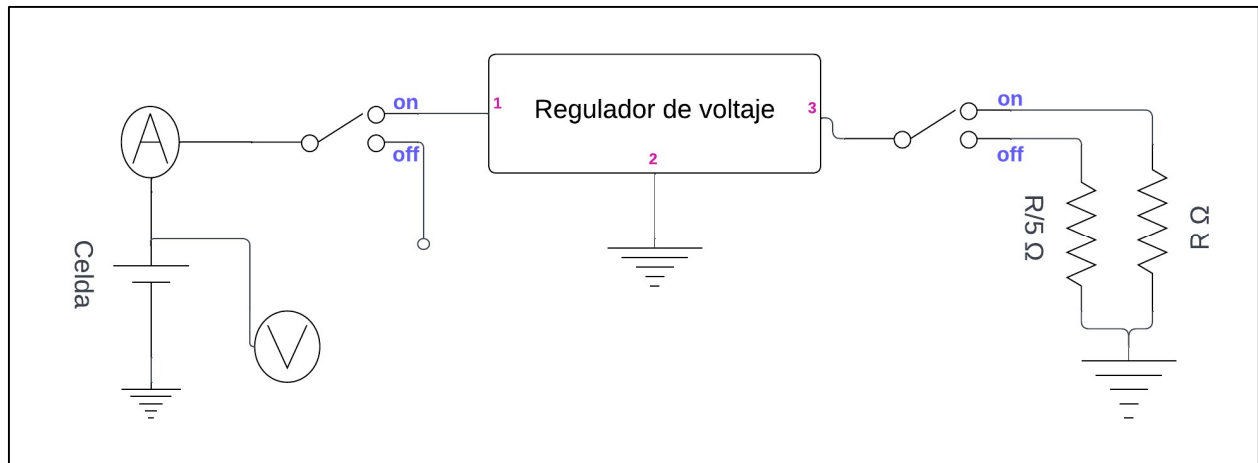 A
on
off
1
Regulador de voltaje
3
2
on
off
Celda
V
R/5 Ω
R Ω